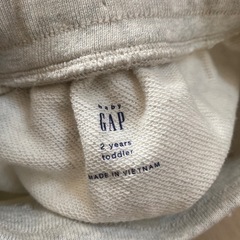 baby
GAP
2 years
toddler
MADE IN VIETNAM